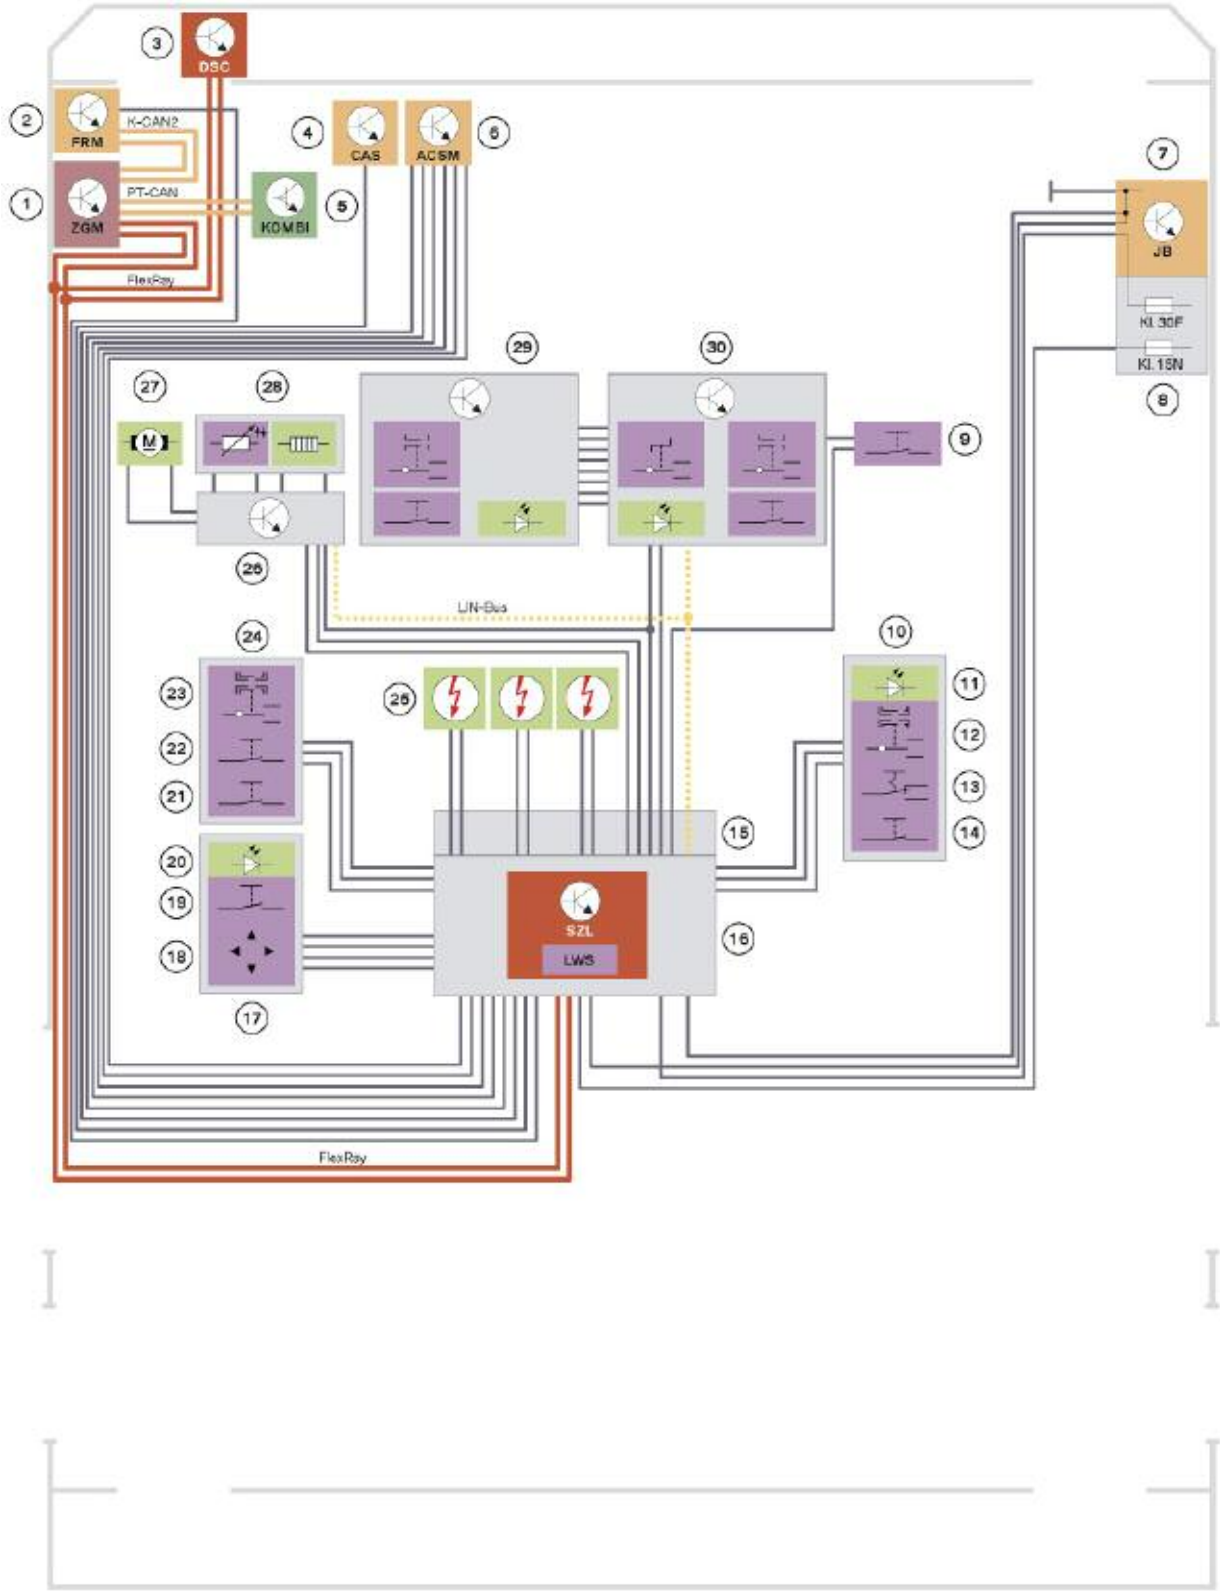 3
DSC
2
K-CAN2
FRM
4
CAS
ACSM
6
7
1
PT-CAN
ZGM
KOMBI
5
JB
FlexRay
Kl. 30F
Kl. 15N
8
29
30
27
28
M
9
26
LIN-Bus
24
10
23
25
11
22
12
21
13
14
15
20
19
SZL
16
18
LWS
17
FlexRay